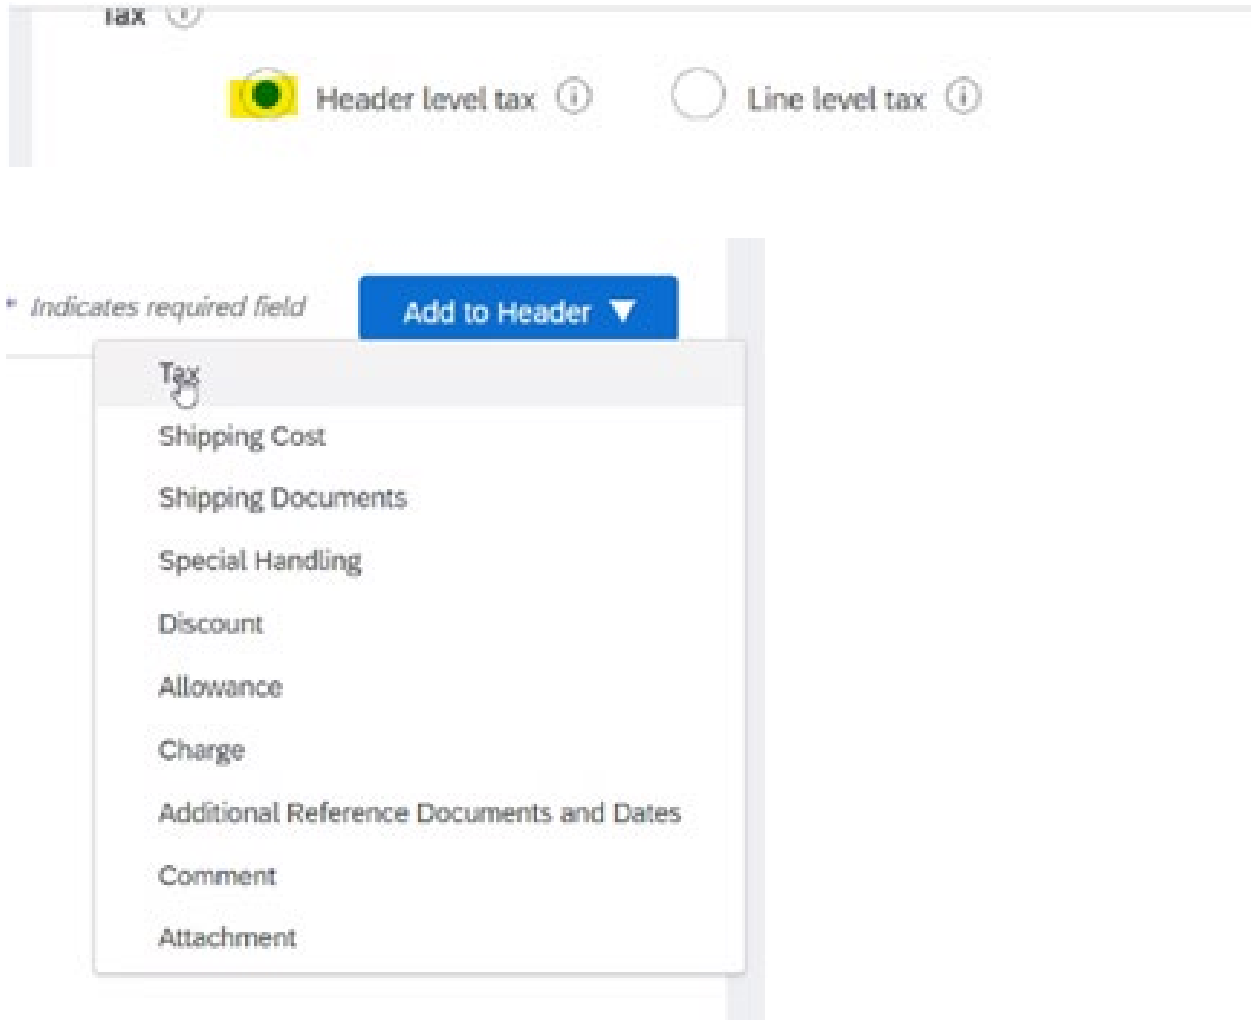 Tax
Header level tax Line level tax
* Indicates required field Add to Header ▼
Tax
Shipping Cost
Shipping Documents
Special Handling
Discount
Allowance
Charge
Additional Reference Documents and Dates
Comment
Attachment